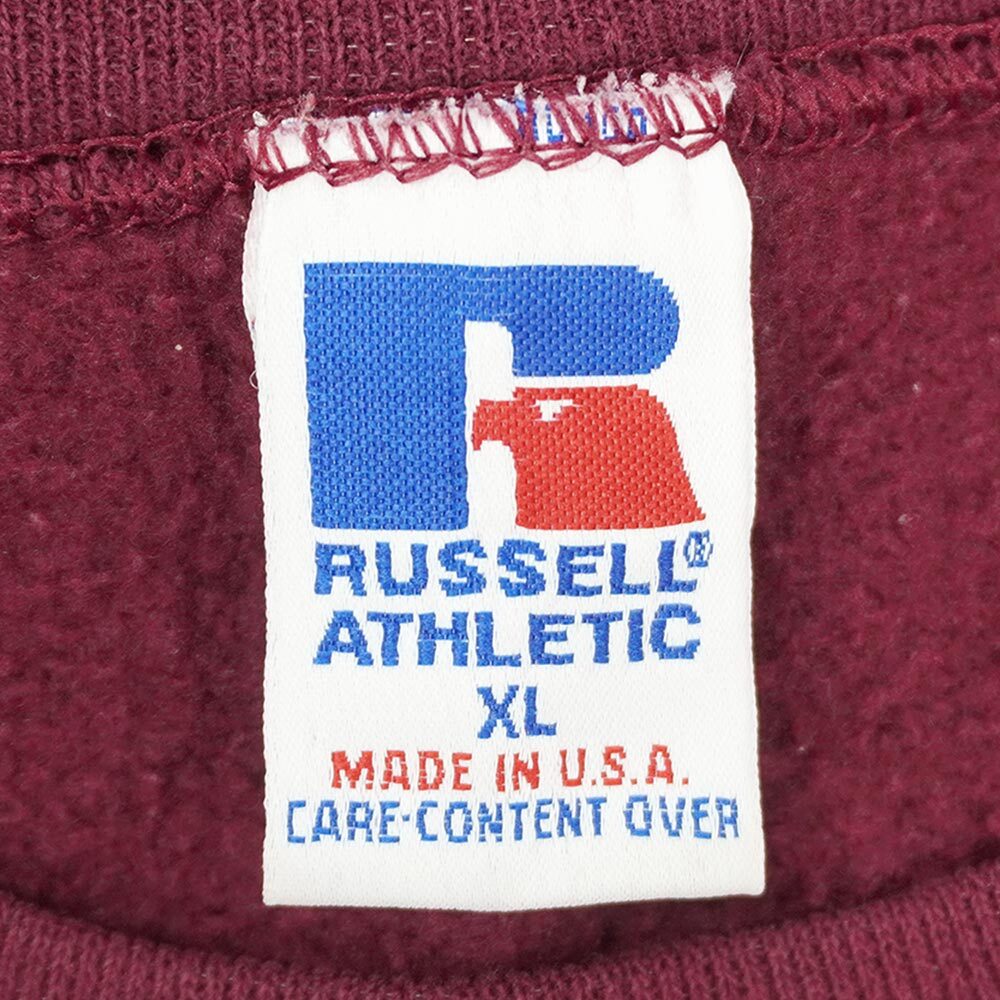 RUSSELL®
ATHLETIC
XL
MADE IN U.S.A.
CARE-CONTENT OVER